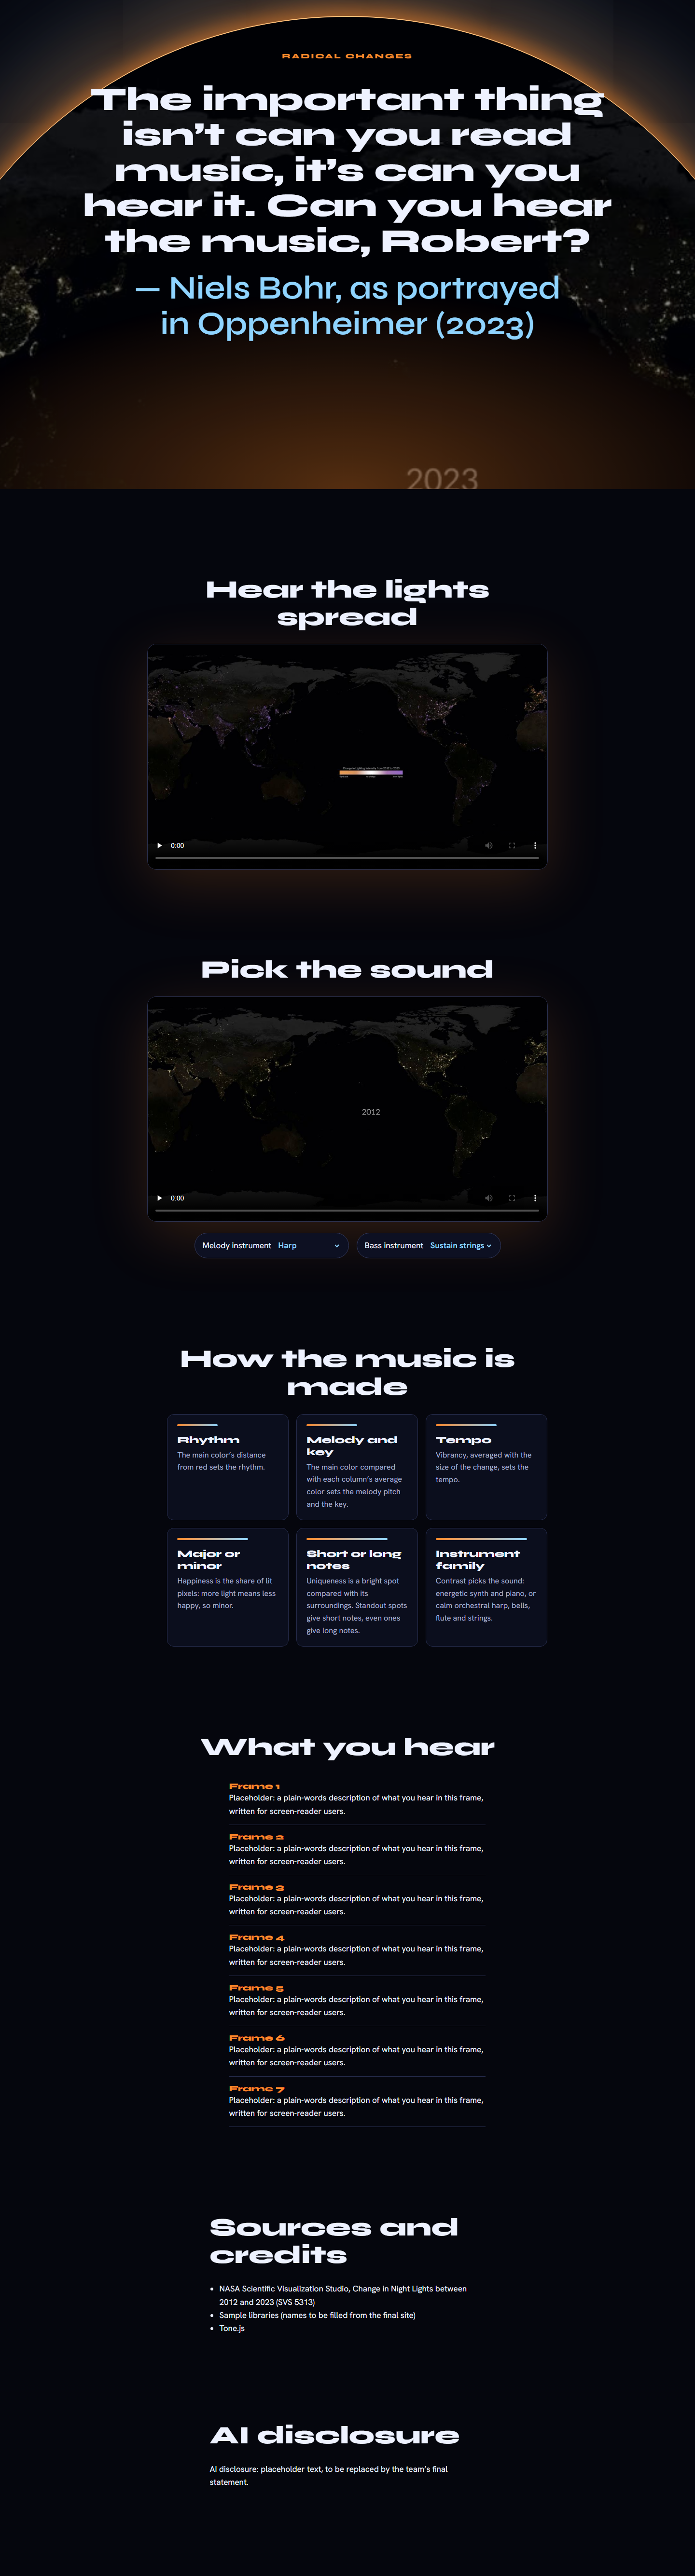 RADICAL CHANGES
The important thing
isn’t can you read
music, it’s can you
hear it. Can you hear
the music, Robert?
— Niels Bohr, as portrayed
in Oppenheimer (2023)
2023
Hear the lights
spread
0:00
Pick the sound
2012
0:00
Melody instrument Harp
Bass instrument Sustain strings
How the music is
made
Rhythm
The main color’s distance
from red sets the rhythm.
Melody and
key
The main color compared
with each column’s average
color sets the melody pitch
and the key.
Tempo
Vibrancy, averaged with the
size of the change, sets the
tempo.
Major or
minor
Happiness is the share of lit
pixels: more light means less
happy, so minor.
Short or long
notes
Uniqueness is a bright spot
compared with its
surroundings. Standout spots
give short notes, even ones
give long notes.
Instrument
family
Contrast picks the sound:
energetic synth and piano, or
calm orchestral harp, bells,
flute and strings.
What you hear
Frame 1
Placeholder: a plain-words description of what you hear in this frame,
written for screen-reader users.
Frame 2
Placeholder: a plain-words description of what you hear in this frame,
written for screen-reader users.
Frame 3
Placeholder: a plain-words description of what you hear in this frame,
written for screen-reader users.
Frame 4
Placeholder: a plain-words description of what you hear in this frame,
written for screen-reader users.
Frame 5
Placeholder: a plain-words description of what you hear in this frame,
written for screen-reader users.
Frame 6
Placeholder: a plain-words description of what you hear in this frame,
written for screen-reader users.
Frame 7
Placeholder: a plain-words description of what you hear in this frame,
written for screen-reader users.
Sources and
credits
NASA Scientific Visualization Studio, Change in Night Lights between
2012 and 2023 (SVS 5313)
Sample libraries (names to be filled from the final site)
Tone.js
AI disclosure
AI disclosure: placeholder text, to be replaced by the team’s final
statement.